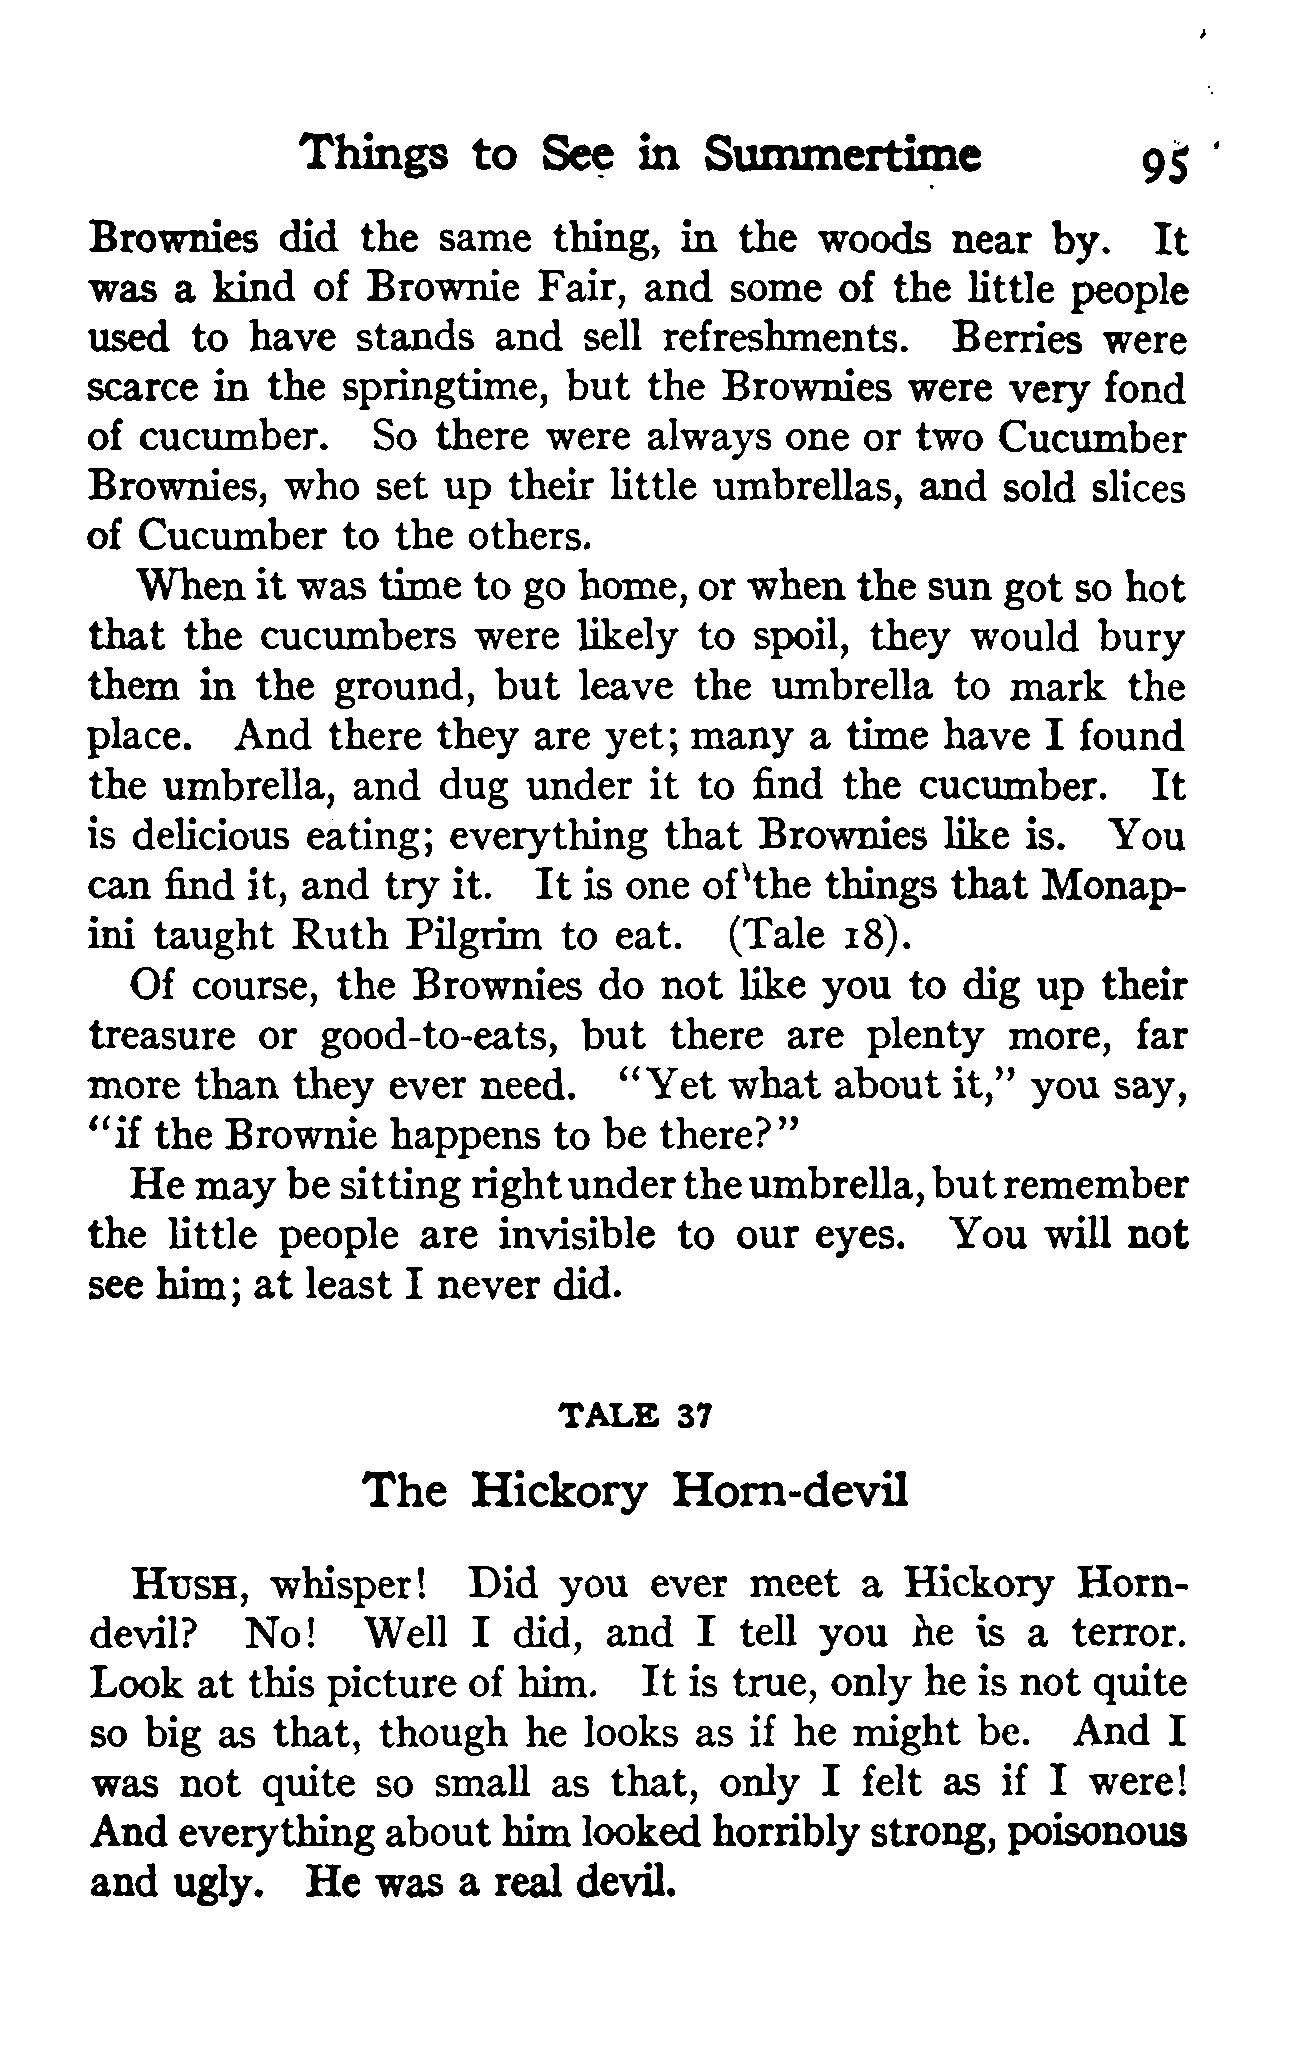 Things to See in Summertime 95
Brownies did the same thing, in the woods near by. It
was a kind of Brownie Fair, and some of the little people
used to have stands and sell refreshments. Berries were
scarce in the springtime, but the Brownies were very fond
of cucumber. So there were always one or two Cucumber
Brownies, who set up their little umbrellas, and sold slices
of Cucumber to the others.
When it was time to go home, or when the sun got so hot
that the cucumbers were likely to spoil, they would bury
them in the ground, but leave the umbrella to mark the
place. And there they are yet; many a time have I found
the umbrella, and dug under it to find the cucumber. It
is delicious eating; everything that Brownies like is. You
can find it, and try it. It is one of the things that Monap-
ini taught Ruth Pilgrim to eat. (Tale 18).
Of course, the Brownies do not like you to dig up their
treasure or good-to-eats, but there are plenty more, far
more than they ever need. "Yet what about it," you say,
"if the Brownie happens to be there?"
He may be sitting right under the umbrella, but remember
the little people are invisible to our eyes. You will not
see him; at least I never did.
TALE 37
The Hickory Horn-devil
HUSH, whisper! Did you ever meet a Hickory Horn-
devil? No! Well I did, and I tell you he is a terror.
Look at this picture of him. It is true, only he is not quite
so big as that, though he looks as if he might be. And I
was not quite so small as that, only I felt as if I were!
And everything about him looked horribly strong, poisonous
and ugly. He was a real devil.